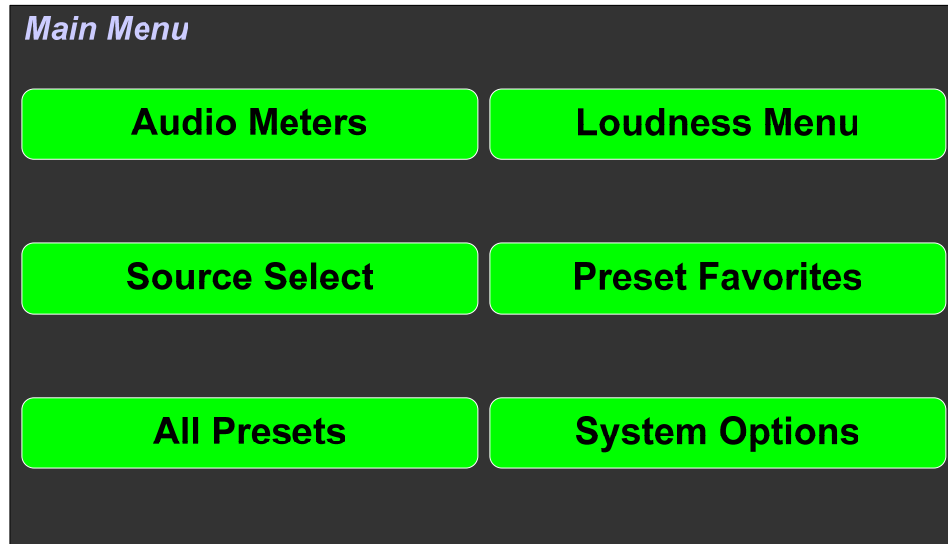 Main Menu
Audio Meters
Loudness Menu
Source Select
Preset Favorites
All Presets
System Options